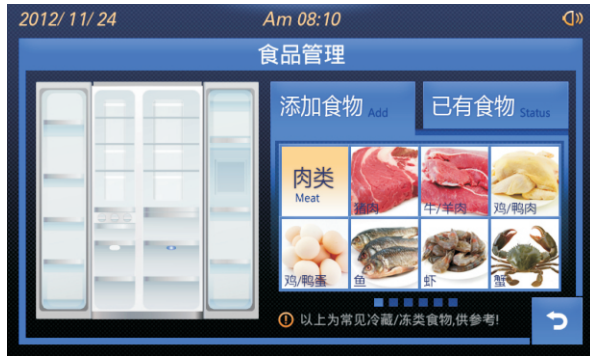 2012/ 11/ 24
Am 08:10
食品管理
添加食物 Add
已有食物 Status
肉类
Meat
猪肉
牛/羊肉
鸡/鸭肉
鸡/鸭蛋
鱼
虾
蟹
以上为常见冷藏/冻类食物,供参考!